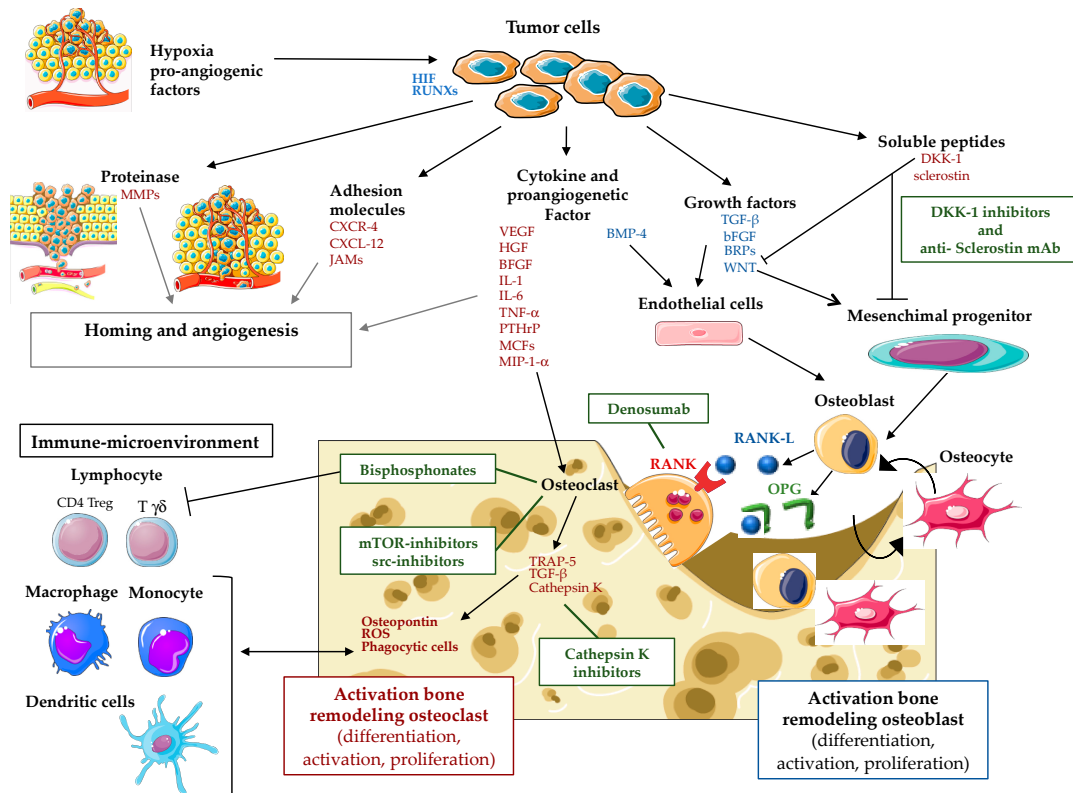 Tumor cells
Hypoxia
pro-angiogenic
factors
HIF
RUNXs
Soluble peptides
DKK-1
sclerostin
Proteinase
MMPs
Adhesion
molecules
CXCR-4
CXCL-12
JAMs
Cytokine and
proangiogenetic
Factor
VEGF
HGF
BFGF
IL-1
IL-6
TNF-α
PTHrP
MCFs
MIP-1-α
BMP-4
Growth factors
TGF-β
bFGF
BRPs
WNT
DKK-1 inhibitors
and
anti- Sclerostin mAb
Endothelial cells
Mesenchimal progenitor
Homing and angiogenesis
Osteoblast
Denosumab
RANK-L
RANK
OPG
Osteocyte
Immune-microenvironment
Lymphocyte
CD4 Treg
T γδ
Bisphosphonates
Osteoclast
mTOR-inhibitors
src-inhibitors
TRAP-5
TGF-β
Cathepsin K
Macrophage
Monocyte
Osteopontin
ROS
Phagocytic cells
Cathepsin K
inhibitors
Dendritic cells
Activation bone
remodeling osteoclast
(differentiation,
activation, proliferation)
Activation bone
remodeling osteoblast
(differentiation,
activation, proliferation)